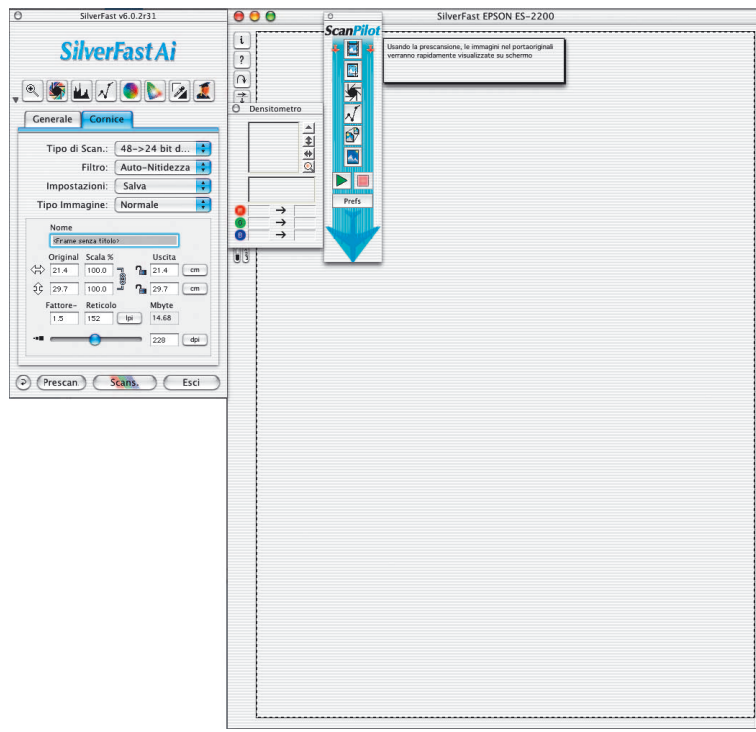 SilverFast v6.0.2r31
SilverFast Ai
Generale
Cornice
Tipo di Scan.: 48->24 bit d...
Filtro: Auto-Nitidezza
Impostazioni: Salva
Tipo Immagine: Normale
Nome
<Frame senza titolo>
Original Scala % Uscita
21.4 100.0 21.4 cm
29.7 100.0 29.7 cm
Fattore- Reticolo Mbyte
1.5 152 lpi 14.68
228 dpi
Prescan
Scans.
Esci
SilverFast EPSON ES-2200
i
?
Densitometro
R →
G →
B →
ScanPilot
Prefs
Usando la prescansione, le immagini nel portaoriginali
verranno rapidamente visualizzate su schermo